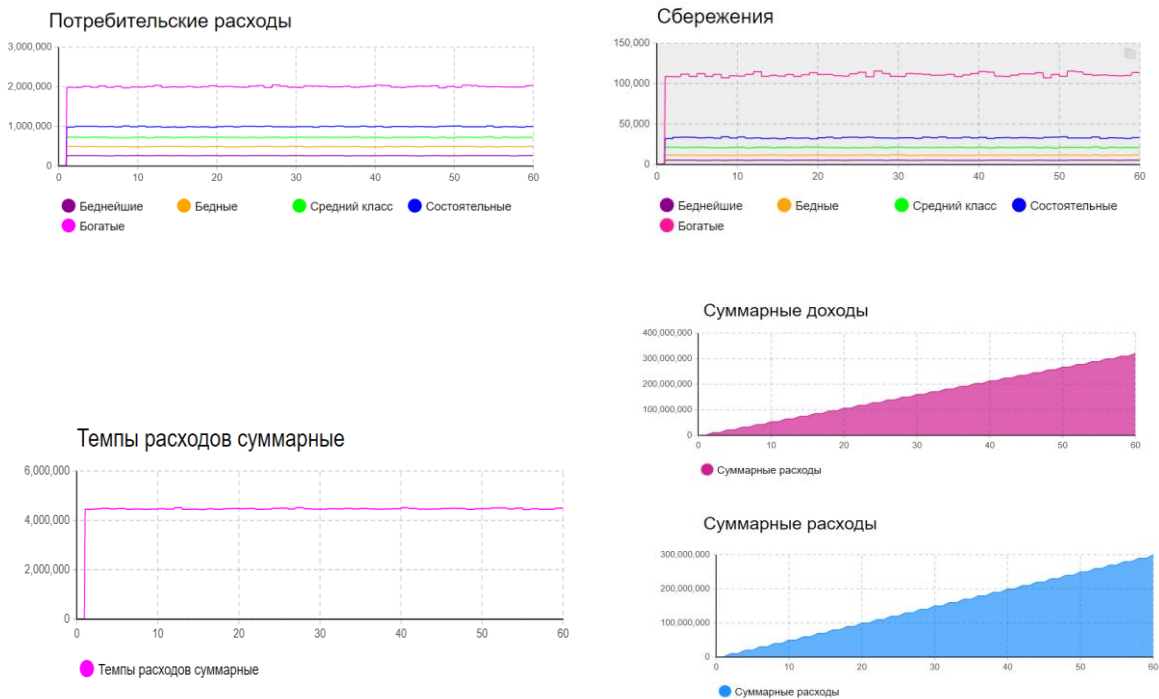 Потребительские расходы
3,000,000
2,000,000
1,000,000
0
0 10 20 30 40 50 60
Беднейшие Бедные Средний класс Состоятельные
Богатые
Сбережения
150,000
100,000
50,000
0
0 10 20 30 40 50 60
Беднейшие Бедные Средний класс Состоятельные
Богатые
Суммарные доходы
400,000,000
300,000,000
200,000,000
100,000,000
0
0 10 20 30 40 50 60
Суммарные расходы
Темпы расходов суммарные
6,000,000
4,000,000
2,000,000
0
0 10 20 30 40 50 60
Темпы расходов суммарные
Суммарные расходы
300,000,000
200,000,000
100,000,000
0
0 10 20 30 40 50 60
Суммарные расходы